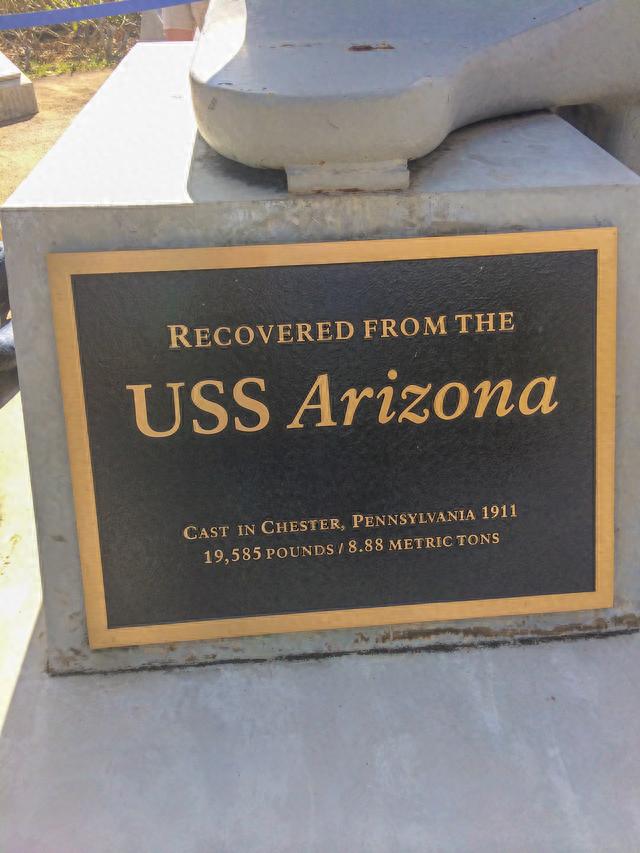 RECOVERED FROM THE
USS Arizona
CAST IN CHESTER, PENNSYLVANIA 1911
19,585 POUNDS / 8.88 METRIC TONS